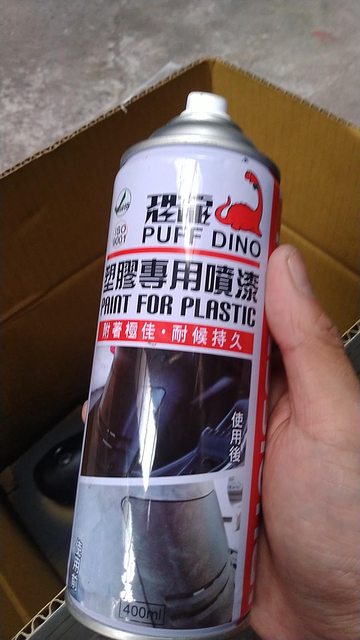 恐龍
PUFF DINO
ISO
9001
塑膠專用噴漆
PAINT FOR PLASTIC
附著極佳・耐候持久
使用後
400ml